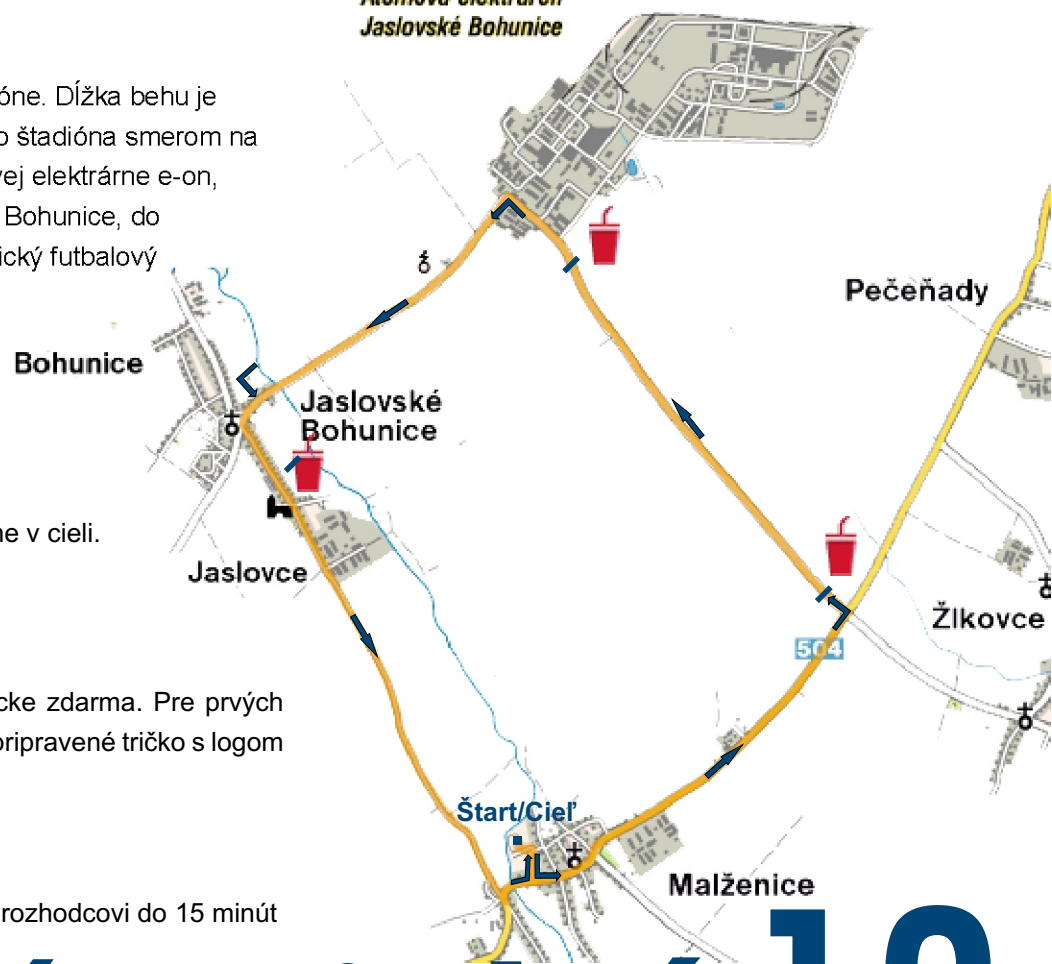 Jaslovské Bohunice
óne. Dĺžka behu je
o štadióna smerom na
vej elektrárne e-on,
Bohunice, do
ický futbalový
Pečeňady
Bohunice
Jaslovské
Bohunice
ne v cieli.
Jaslovce
Žlkovce
504
cke zdarma. Pre prvých
pripravené tričko s logom
Štart/Cieľ
Malženice
rozhodcovi do 15 minút